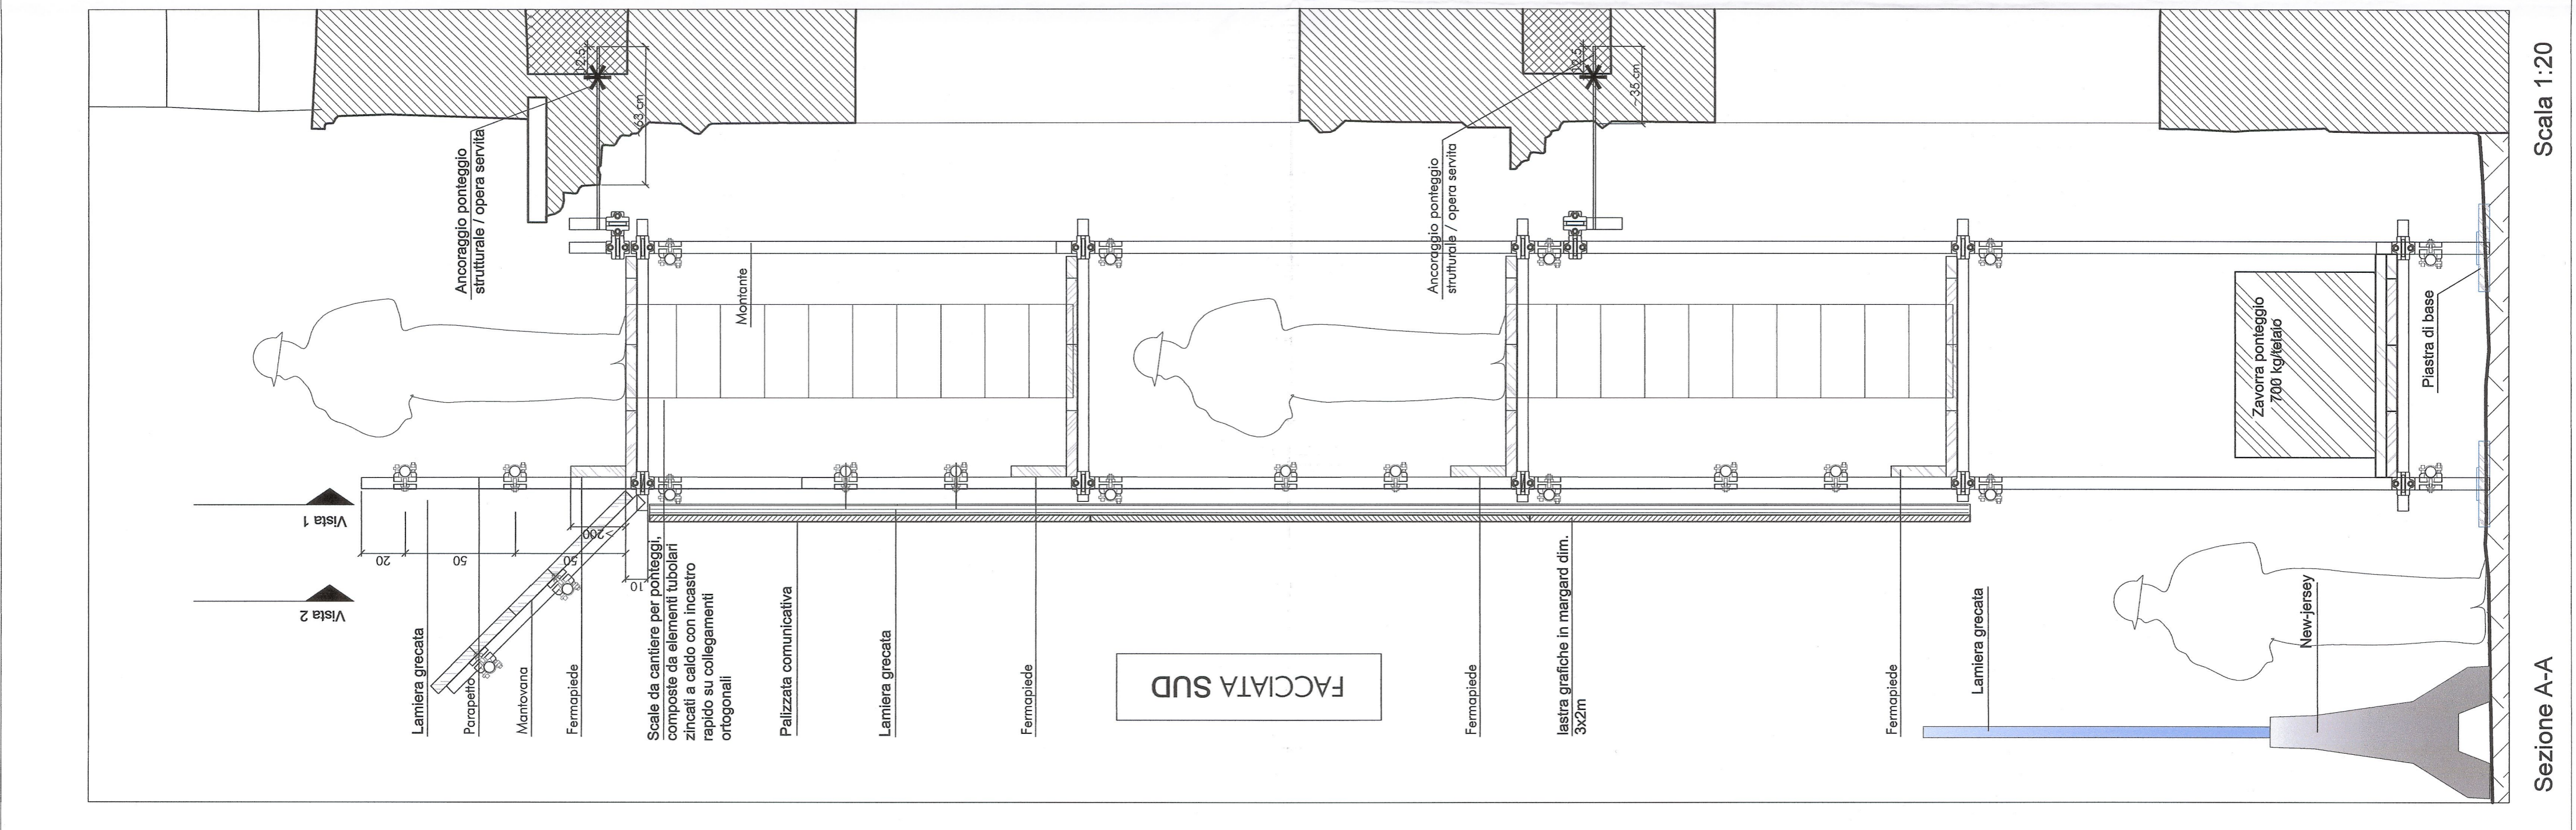 Ancoraggio ponteggio
strutturale / opera servita
12.5
~63 cm
Montante
Ancoraggio ponteggio
strutturale / opera servita
12.5
~35 cm
Zavorra ponteggio
700 kg/telaio
Piastra di base
Vista 1
Vista 2
20
50
50
>200
10
Lamiera grecata
Parapetto
Mantovana
Fermapiede
Scale da cantiere per ponteggi,
composte da elementi tubolari
zincati a caldo con incastro
rapido su collegamenti
ortogonali
Palizzata comunicativa
Lamiera grecata
Fermapiede
FACCIATA SUD
Fermapiede
lastra grafiche in margard dim.
3x2m
Fermapiede
Lamiera grecata
New-jersey
Sezione A-A
Scala 1:20